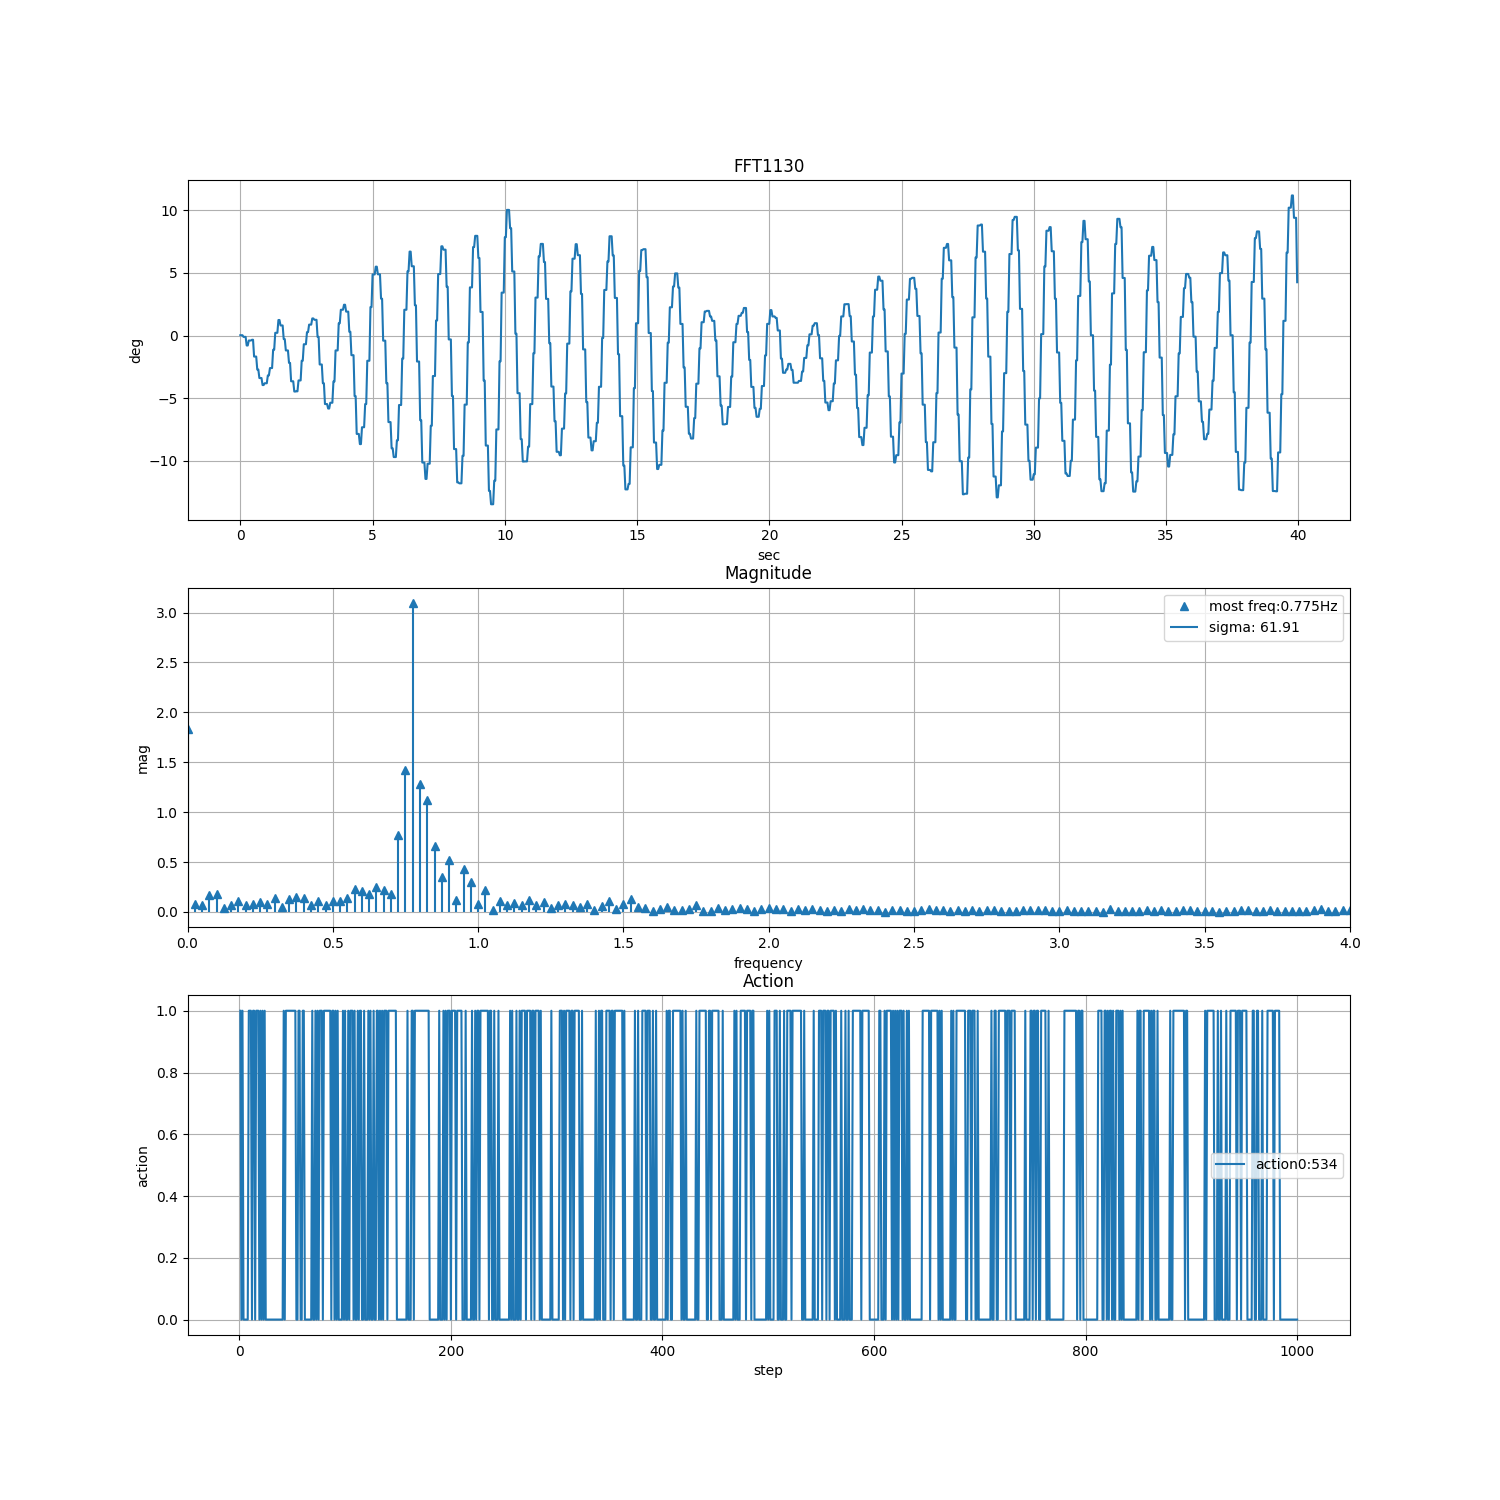 FFT1130
10
5
0
−5
−10
deg
0 5 10 15 20 25 30 35 40
sec
Magnitude
3.0
2.5
2.0
1.5
1.0
0.5
0.0
mag
most freq:0.775Hz
sigma: 61.91
0.0 0.5 1.0 1.5 2.0 2.5 3.0 3.5 4.0
frequency
Action
1.0
0.8
0.6
0.4
0.2
0.0
action
action0:534
0 200 400 600 800 1000
step